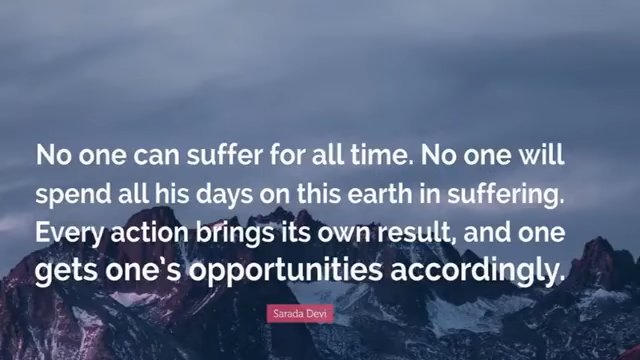 No one can suffer for all time. No one will
spend all his days on this earth in suffering.
Every action brings its own result, and one
gets one’s opportunities accordingly.
Sarada Devi